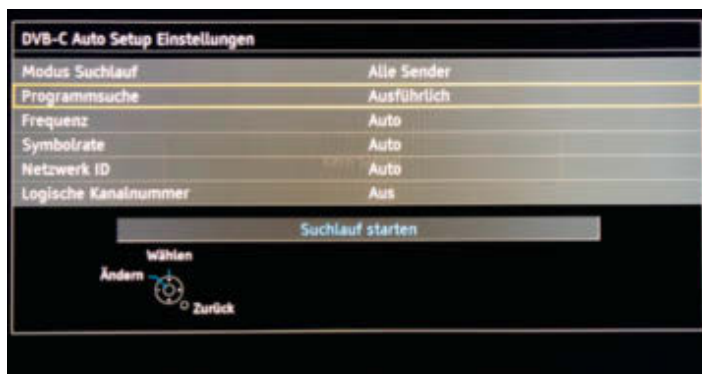 DVB-C Auto Setup Einstellungen
Modus Suchlauf Alle Sender
Programmsuche Ausführlich
Frequenz Auto
Symbolrate Auto
Netzwerk ID Auto
Logische Kanalnummer Aus
Suchlauf starten
Wählen
Ändern
Zurück